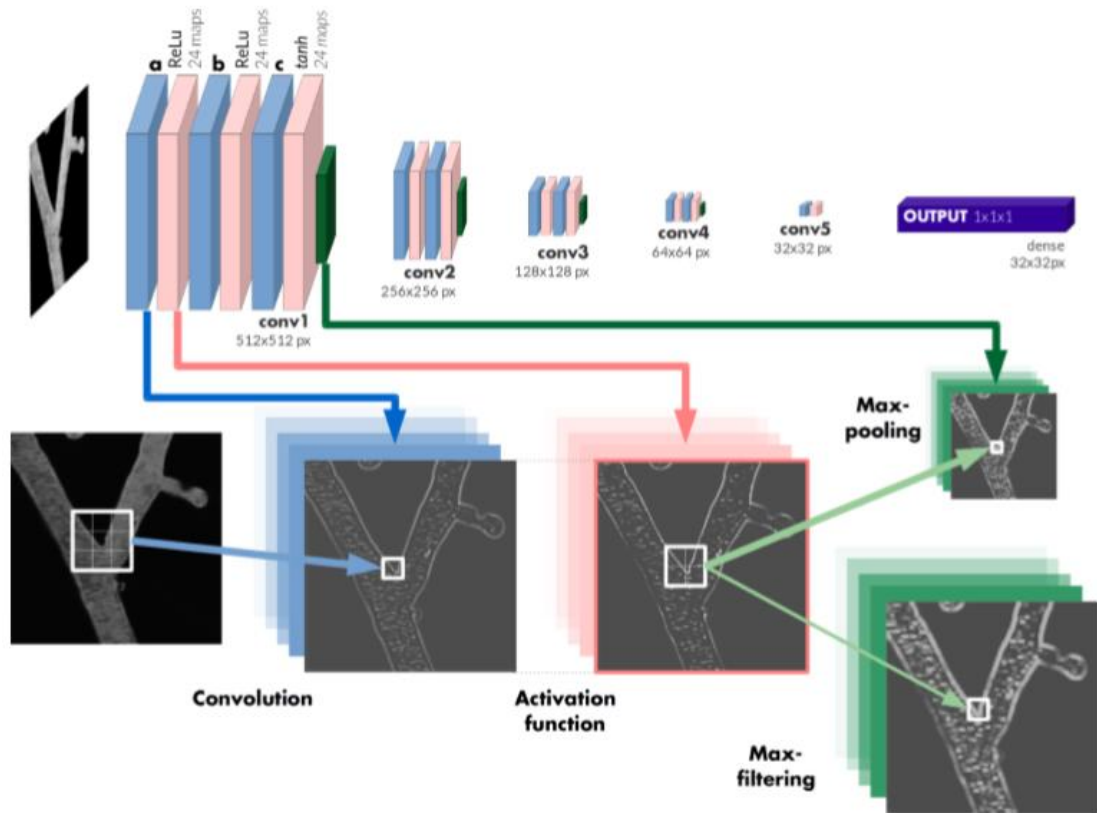 a
ReLu
24 maps
b
ReLu
24 maps
c
tanh
24 maps
conv1
512x512 px
conv2
256x256 px
conv3
128x128 px
conv4
64x64 px
conv5
32x32 px
OUTPUT 1x1x1
dense
32x32px
Max-
pooling
Convolution
Activation
function
Max-
filtering